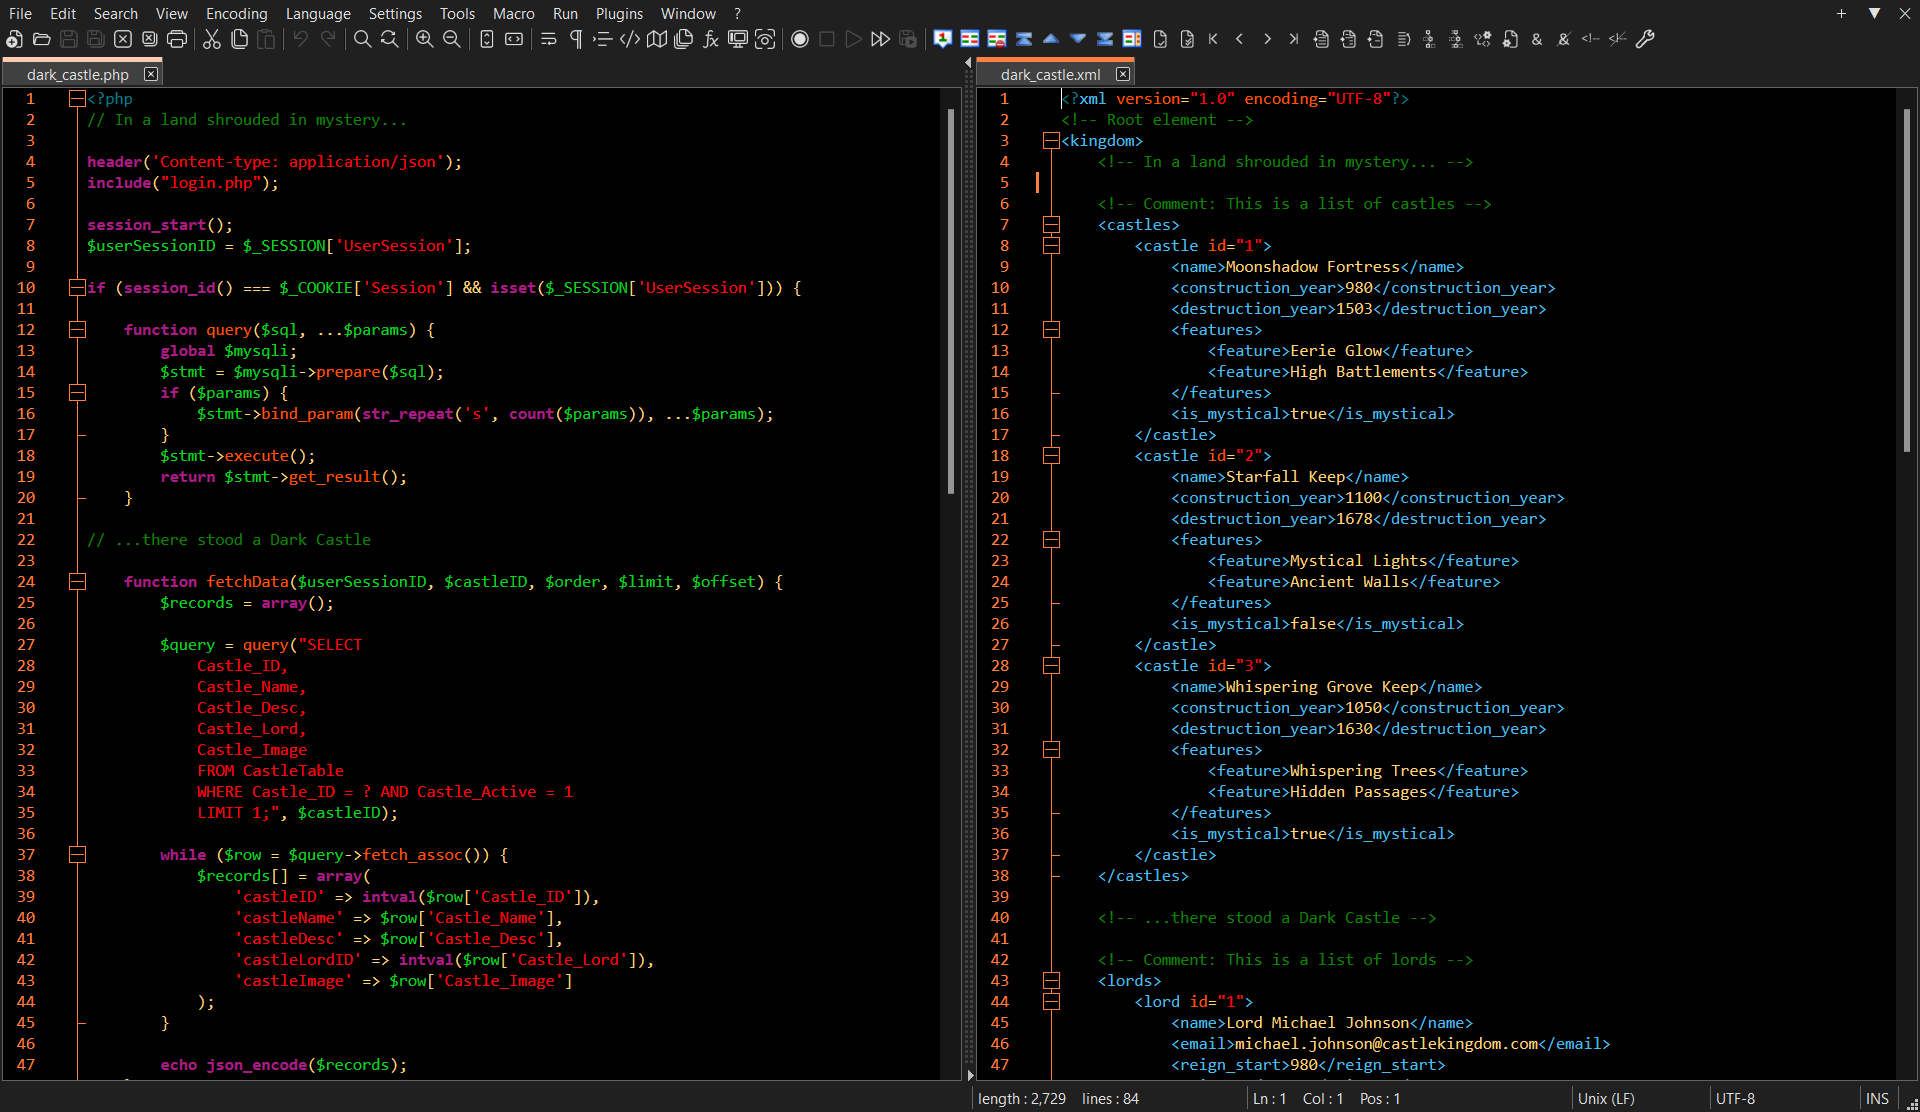 File Edit Search View Encoding Language Settings Tools Macro Run Plugins Window ?
dark_castle.php
1 <?php
2 // In a land shrouded in mystery...
3
4 header('Content-type: application/json');
5 include("login.php");
6
7 session_start();
8 $userSessionID = $_SESSION['UserSession'];
9
10 if (session_id() === $_COOKIE['Session'] && isset($_SESSION['UserSession'])) {
11
12 function query($sql, ...$params) {
13 global $mysqli;
14 $stmt = $mysqli->prepare($sql);
15 if ($params) {
16 $stmt->bind_param(str_repeat('s', count($params)), ...$params);
17 }
18 $stmt->execute();
19 return $stmt->get_result();
20 }
21
22 // ...there stood a Dark Castle
23
24 function fetchData($userSessionID, $castleID, $order, $limit, $offset) {
25 $records = array();
26
27 $query = query("SELECT
28 Castle_ID,
29 Castle_Name,
30 Castle_Desc,
31 Castle_Lord,
32 Castle_Image
33 FROM CastleTable
34 WHERE Castle_ID = ? AND Castle_Active = 1
35 LIMIT 1;", $castleID);
36
37 while ($row = $query->fetch_assoc()) {
38 $records[] = array(
39 'castleID' => intval($row['Castle_ID']),
40 'castleName' => $row['Castle_Name'],
41 'castleDesc' => $row['Castle_Desc'],
42 'castleLordID' => intval($row['Castle_Lord']),
43 'castleImage' => $row['Castle_Image']
44 );
45 }
46
47 echo json_encode($records);
dark_castle.xml
1 <?xml version="1.0" encoding="UTF-8"?>
2 <!-- Root element -->
3 <kingdom>
4 <!-- In a land shrouded in mystery... -->
5
6 <!-- Comment: This is a list of castles -->
7 <castles>
8 <castle id="1">
9 <name>Moonshadow Fortress</name>
10 <construction_year>980</construction_year>
11 <destruction_year>1503</destruction_year>
12 <features>
13 <feature>Eerie Glow</feature>
14 <feature>High Battlements</feature>
15 </features>
16 <is_mystical>true</is_mystical>
17 </castle>
18 <castle id="2">
19 <name>Starfall Keep</name>
20 <construction_year>1100</construction_year>
21 <destruction_year>1678</destruction_year>
22 <features>
23 <feature>Mystical Lights</feature>
24 <feature>Ancient Walls</feature>
25 </features>
26 <is_mystical>false</is_mystical>
27 </castle>
28 <castle id="3">
29 <name>Whispering Grove Keep</name>
30 <construction_year>1050</construction_year>
31 <destruction_year>1630</destruction_year>
32 <features>
33 <feature>Whispering Trees</feature>
34 <feature>Hidden Passages</feature>
35 </features>
36 <is_mystical>true</is_mystical>
37 </castle>
38 </castles>
39
40 <!-- ...there stood a Dark Castle -->
41
42 <!-- Comment: This is a list of lords -->
43 <lords>
44 <lord id="1">
45 <name>Lord Michael Johnson</name>
46 <email>michael.johnson@castlekingdom.com</email>
47 <reign_start>980</reign_start>
length : 2,729 lines : 84 Ln : 1 Col : 1 Pos : 1 Unix (LF) UTF-8 INS